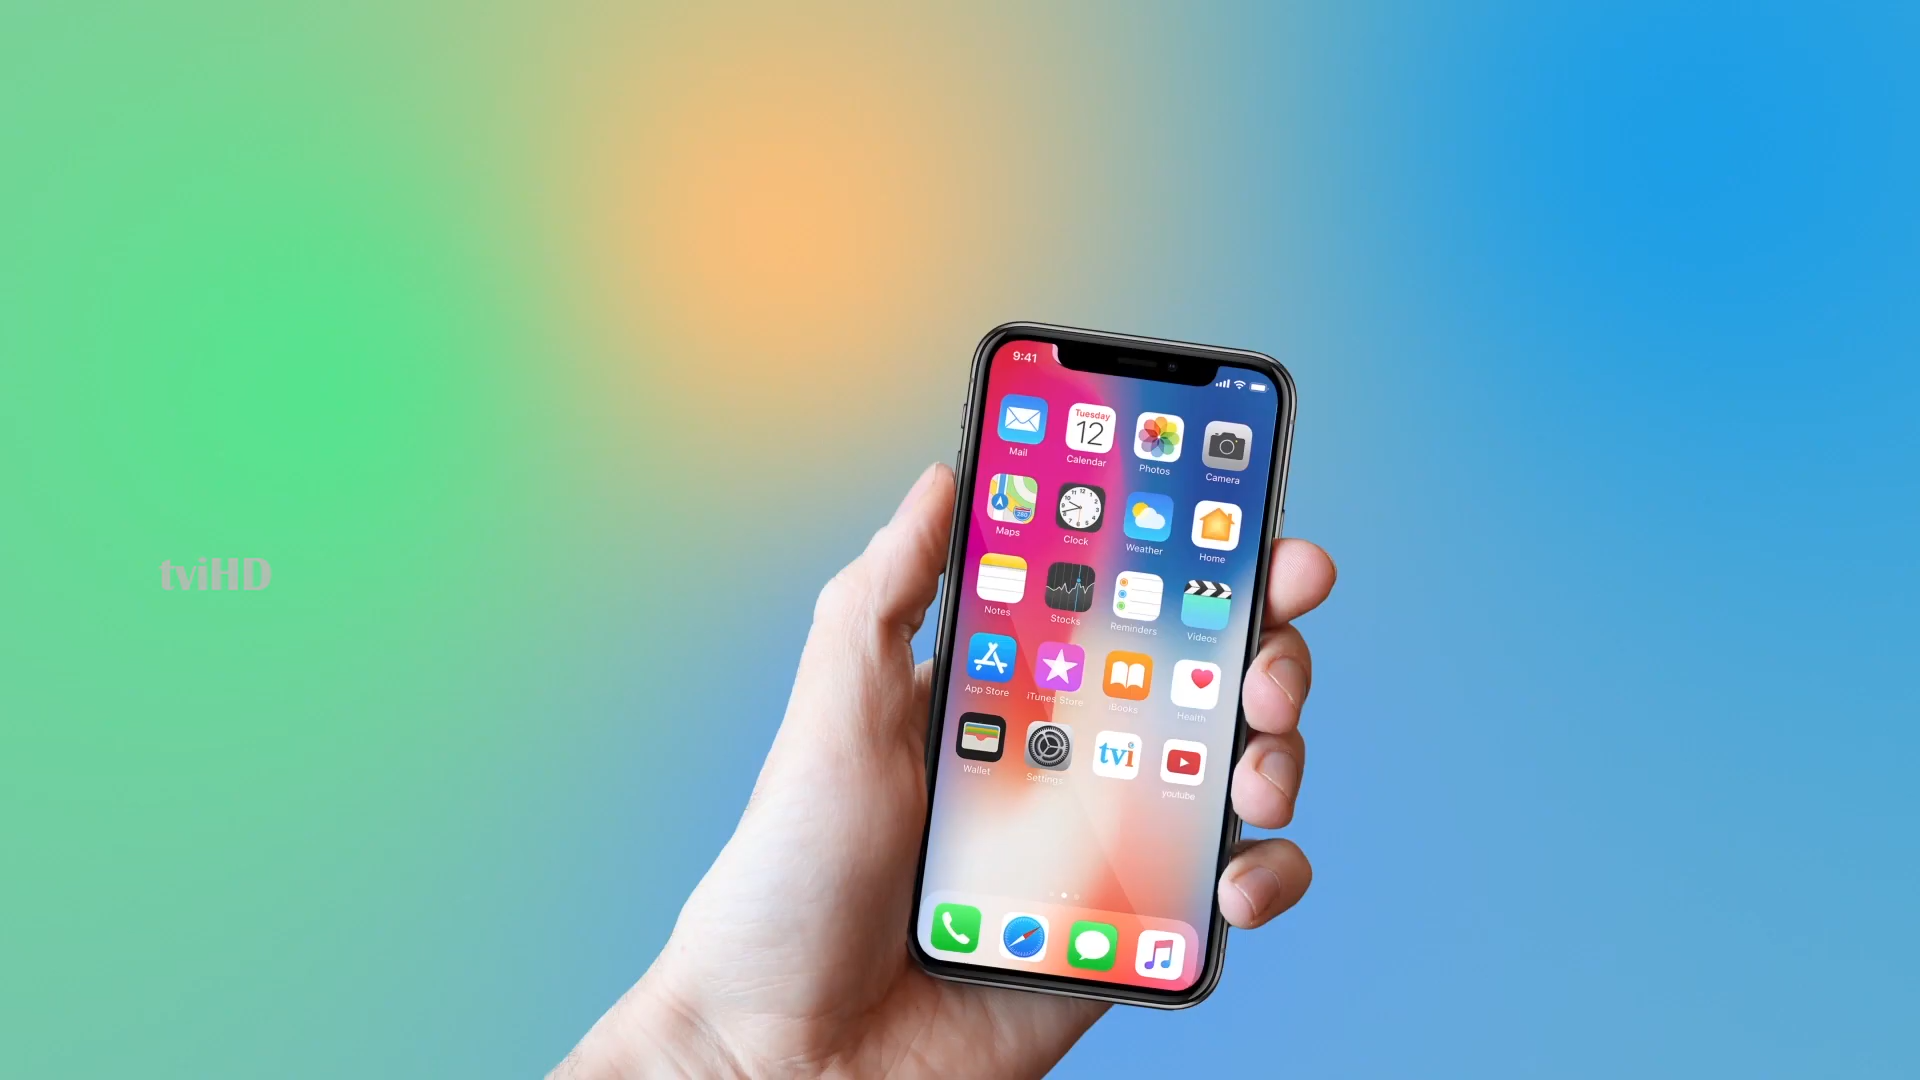 9:41
Mail
Tuesday
12
Calendar
Photos
Camera
Maps
280
Clock
Weather
Home
tviHD
Notes
Stocks
Reminders
Videos
App Store
iTunes Store
iBooks
Health
Wallet
Settings
tvi
youtube